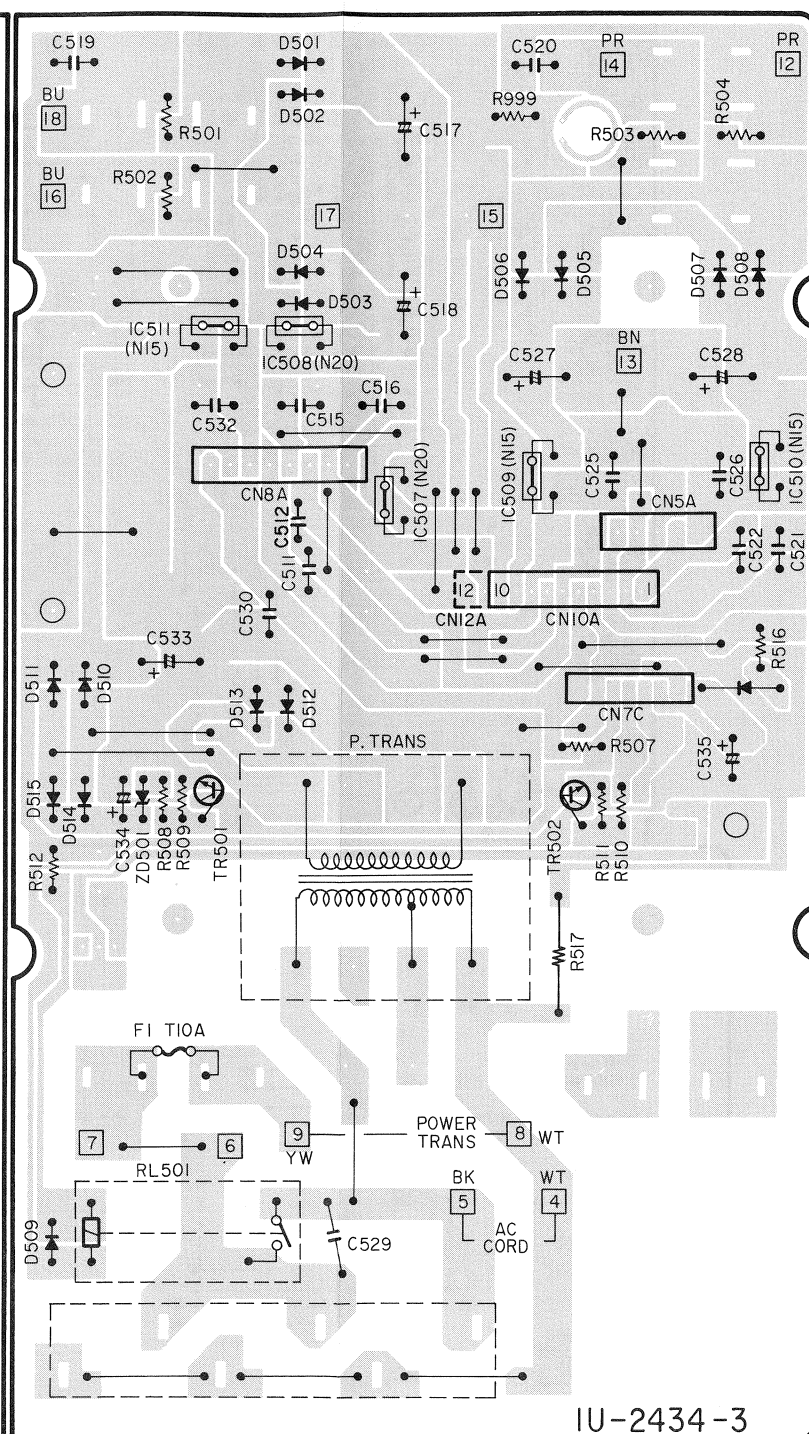 C519
D501
C520
PR
14
PR
12
BU
18
R501
D502
C517
R999
R503
R504
BU
16
R502
17
15
D504
D503
C518
D506
D505
D507
D508
IC511
(N15)
IC508(N20)
BN
13
C527
C528
C532
C515
C516
CN8A
IC507(N20)
IC509(N15)
C525
C526
IC510(N15)
C512
C511
CN5A
C522
C521
C530
12
10
1
CN12A
CN10A
C533
R516
D511
D510
D513
D512
CN7C
P.TRANS
R507
C535
D515
D514
C534
ZD501
R508
R509
TR501
TR502
R511
R510
R512
R517
F1 T10A
7
6
9
YW
POWER
TRANS
8
WT
RL501
BK
5
WT
4
AC
CORD
D509
C529
1U-2434-3